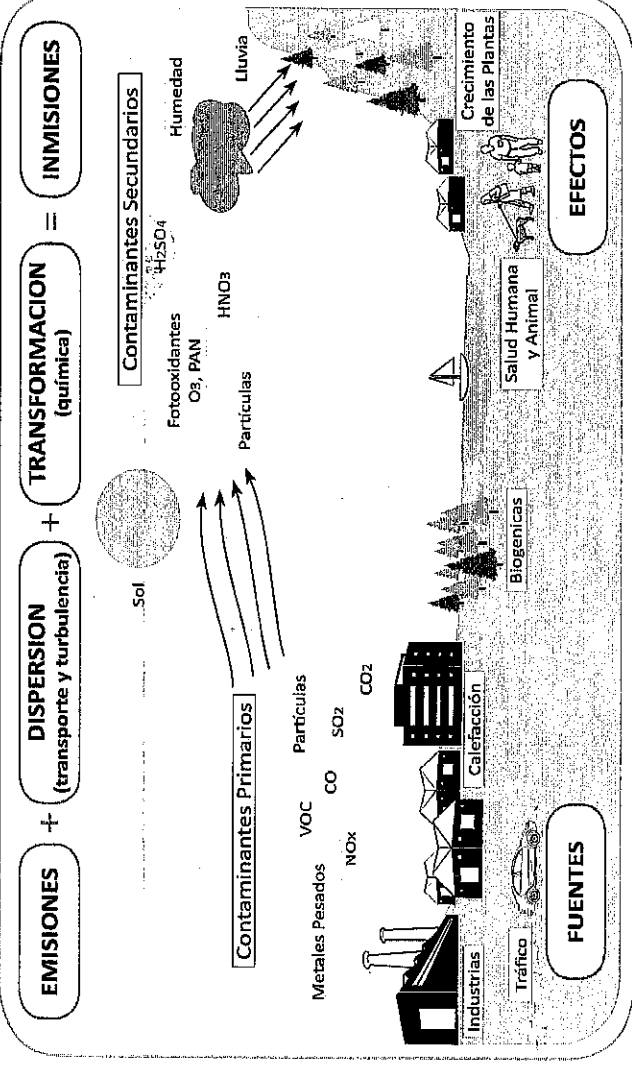 EMISIONES
+
DISPERSION
(transporte y turbulencia)
+
TRANSFORMACION
(química)
=
INMISIONES
Sol
Contaminantes Secundarios
Fotooxidantes
O3, PAN
H2SO4
Humedad
HNO3
Lluvia
Partículas
Contaminantes Primarios
Metales Pesados
VOC
NOx
CO
Partículas
SO2
CO2
Industrias
Tráfico
Calefacción
Biogenicas
Salud Humana
y Animal
Crecimiento
de las Plantas
FUENTES
EFECTOS